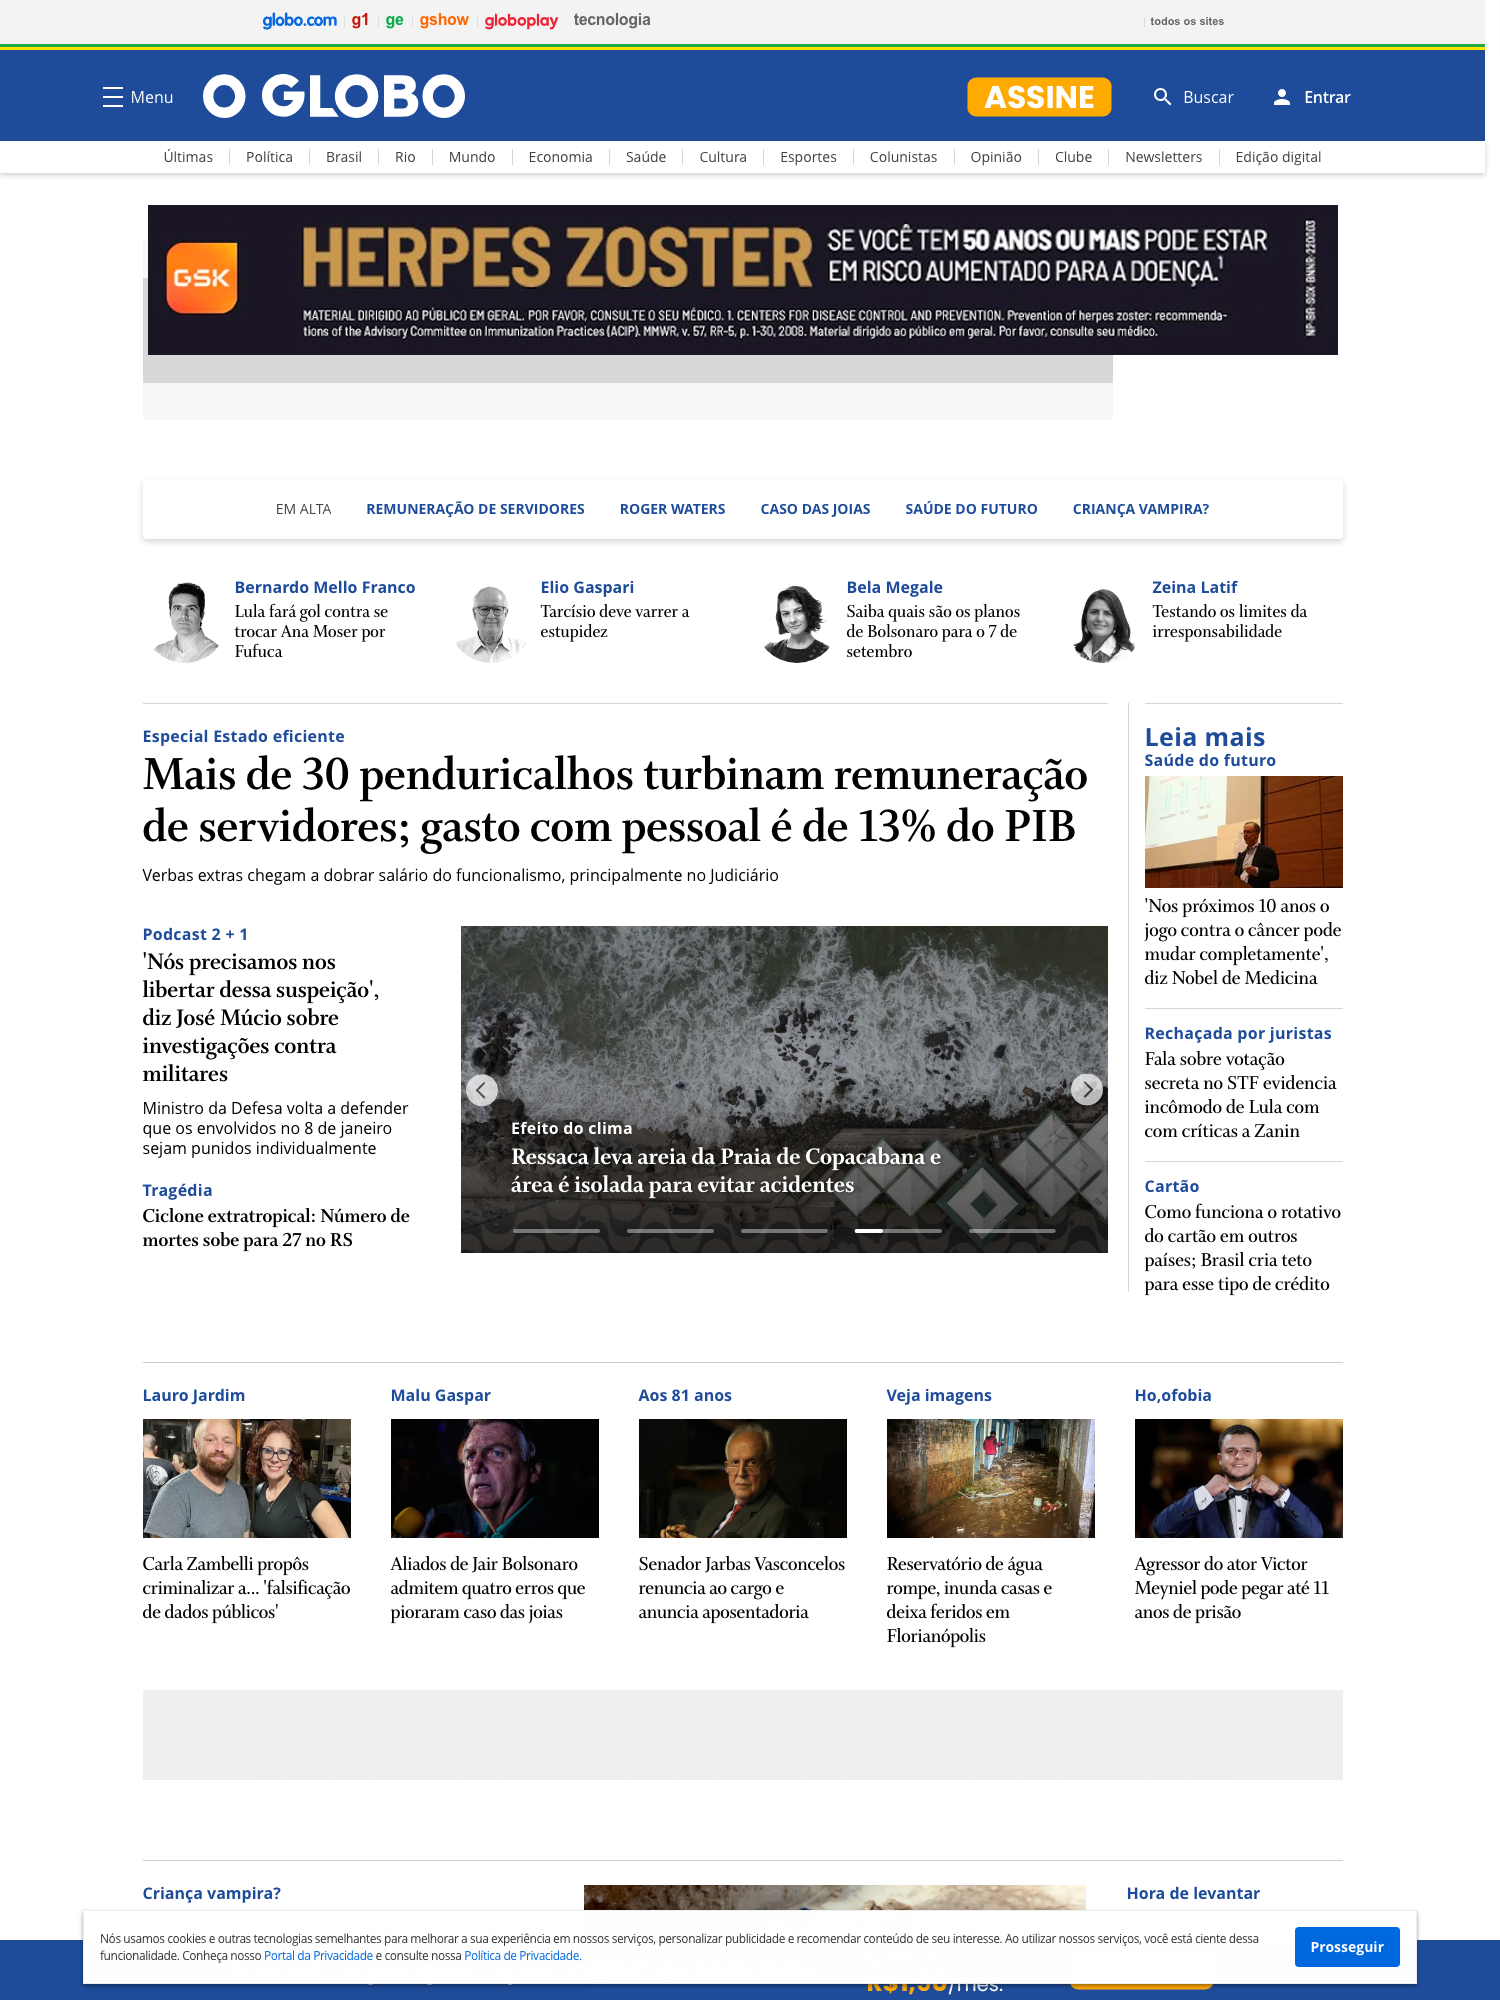 globo.com g1 ge gshow globoplay tecnologia todos os sites
Menu O GLOBO ASSINE Buscar Entrar
Últimas Política Brasil Rio Mundo Economia Saúde Cultura Esportes Colunistas Opinião Clube Newsletters Edição digital
GSK
HERPES ZOSTER
SE VOCÊ TEM 50 ANOS OU MAIS PODE ESTAR
EM RISCO AUMENTADO PARA A DOENÇA.¹
MATERIAL DIRIGIDO AO PÚBLICO EM GERAL. POR FAVOR, CONSULTE O SEU MÉDICO. 1. CENTERS FOR DISEASE CONTROL AND PREVENTION. Prevention of herpes zoster: recommenda-
tions of the Advisory Committee on Immunization Practices (ACIP). MMWR, v. 57, RR-5, p. 1-30, 2008. Material dirigido ao público em geral. Por favor, consulte seu médico.
NP-BR-SGX-BNNR-220003
EM ALTA REMUNERAÇÃO DE SERVIDORES ROGER WATERS CASO DAS JOIAS SAÚDE DO FUTURO CRIANÇA VAMPIRA?
Bernardo Mello Franco
Lula fará gol contra se
trocar Ana Moser por
Fufuca
Elio Gaspari
Tarcísio deve varrer a
estupidez
Bela Megale
Saiba quais são os planos
de Bolsonaro para o 7 de
setembro
Zeina Latif
Testando os limites da
irresponsabilidade
Especial Estado eficiente
Mais de 30 penduricalhos turbinam remuneração
de servidores; gasto com pessoal é de 13% do PIB
Verbas extras chegam a dobrar salário do funcionalismo, principalmente no Judiciário
Podcast 2 + 1
'Nós precisamos nos
libertar dessa suspeição',
diz José Múcio sobre
investigações contra
militares
Ministro da Defesa volta a defender
que os envolvidos no 8 de janeiro
sejam punidos individualmente
Tragédia
Ciclone extratropical: Número de
mortes sobe para 27 no RS
Efeito do clima
Ressaca leva areia da Praia de Copacabana e
área é isolada para evitar acidentes
Leia mais
Saúde do futuro
'Nos próximos 10 anos o
jogo contra o câncer pode
mudar completamente',
diz Nobel de Medicina
Rechaçada por juristas
Fala sobre votação
secreta no STF evidencia
incômodo de Lula com
com críticas a Zanin
Cartão
Como funciona o rotativo
do cartão em outros
países; Brasil cria teto
para esse tipo de crédito
Lauro Jardim
Carla Zambelli propôs
criminalizar a... 'falsificação
de dados públicos'
Malu Gaspar
Aliados de Jair Bolsonaro
admitem quatro erros que
pioraram caso das joias
Aos 81 anos
Senador Jarbas Vasconcelos
renuncia ao cargo e
anuncia aposentadoria
Veja imagens
Reservatório de água
rompe, inunda casas e
deixa feridos em
Florianópolis
Ho,ofobia
Agressor do ator Victor
Meyniel pode pegar até 11
anos de prisão
Criança vampira?
Hora de levantar
Nós usamos cookies e outras tecnologias semelhantes para melhorar a sua experiência em nossos serviços, personalizar publicidade e recomendar conteúdo de seu interesse. Ao utilizar nossos serviços, você está ciente dessa
funcionalidade. Conheça nosso Portal da Privacidade e consulte nossa Política de Privacidade.
Prosseguir
/mês.